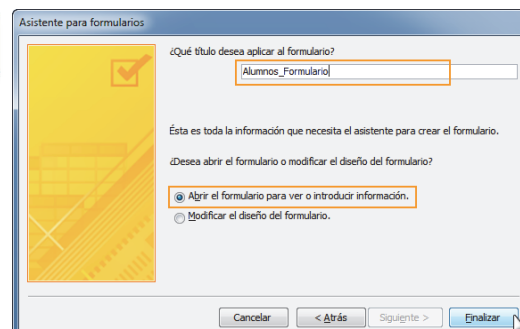 Asistente para formularios
¿Qué título desea aplicar al formulario?
Alumnos_Formulario
Ésta es toda la información que necesita el asistente para crear el formulario.
¿Desea abrir el formulario o modificar el diseño del formulario?
Abrir el formulario para ver o introducir información.
Modificar el diseño del formulario.
Cancelar
< Atrás
Siguiente >
Finalizar